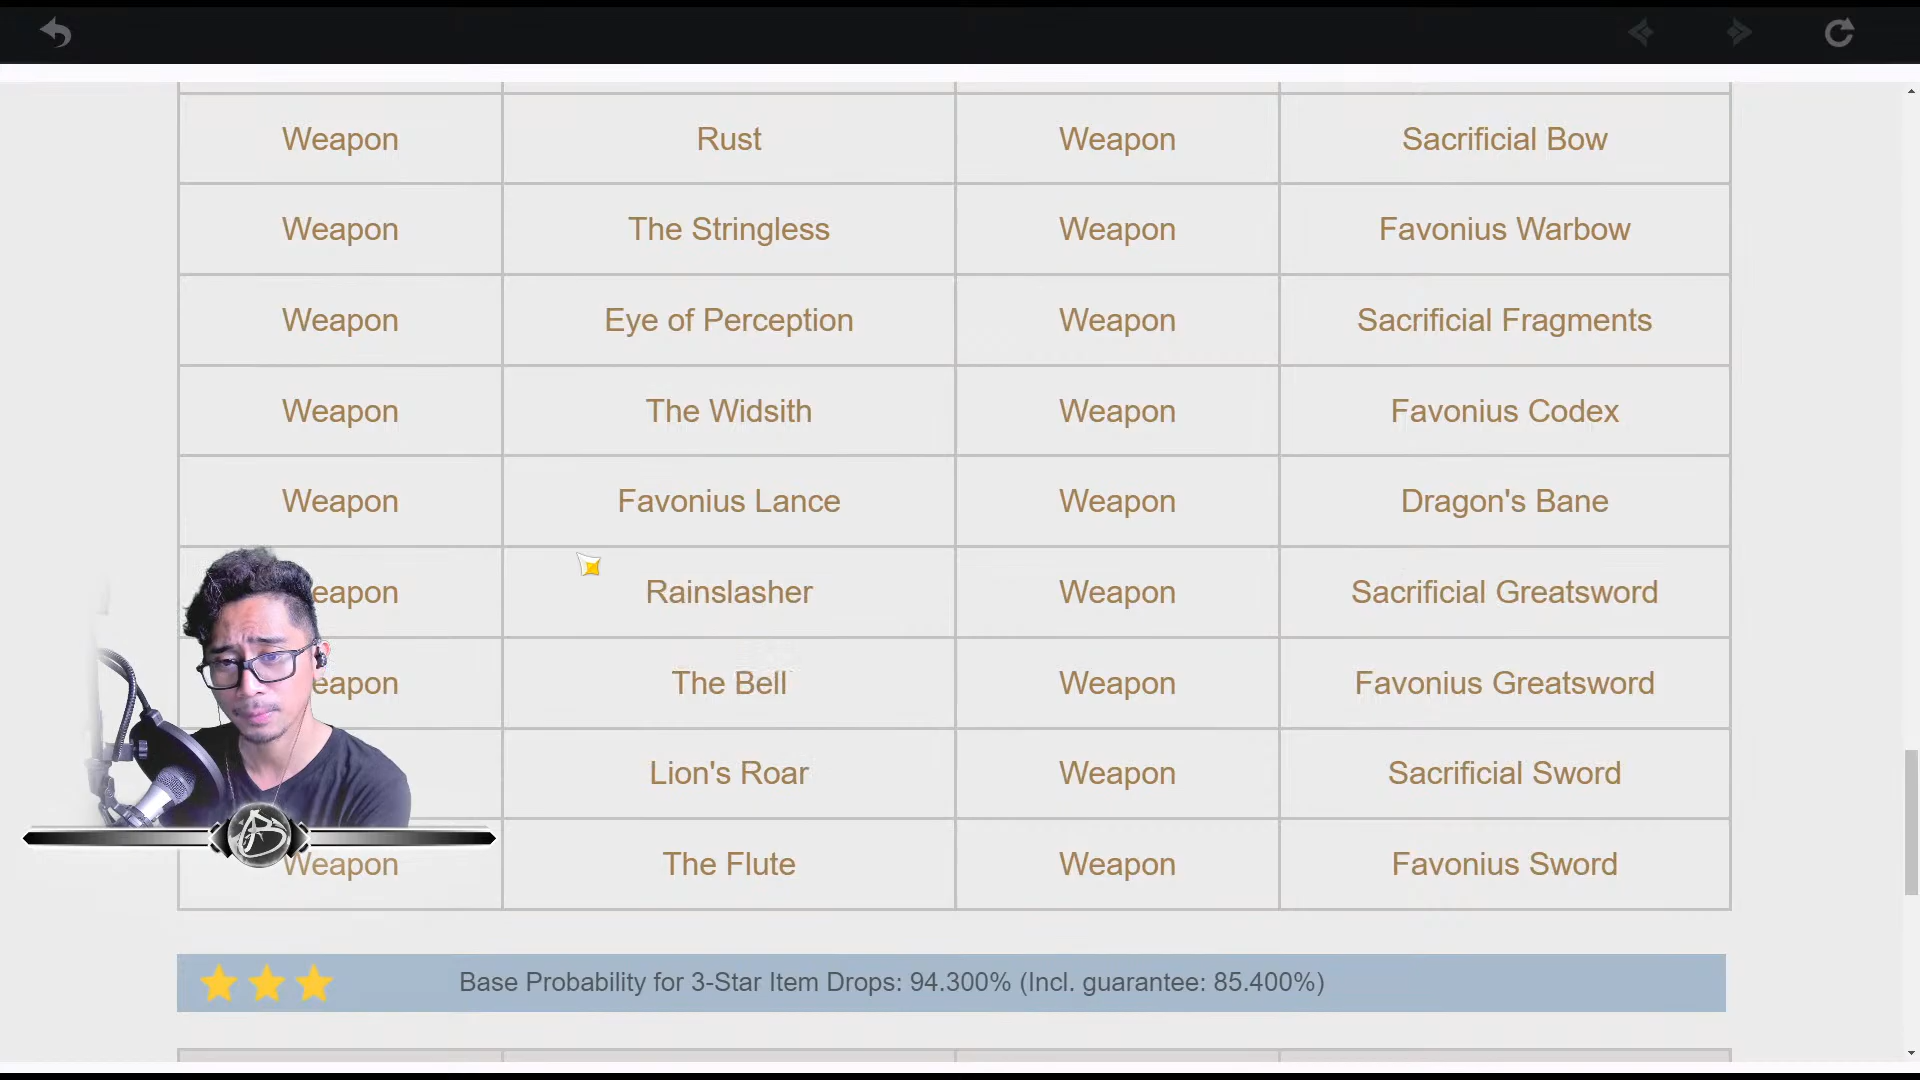 Weapon Rust Weapon Sacrificial Bow
Weapon The Stringless Weapon Favonius Warbow
Weapon Eye of Perception Weapon Sacrificial Fragments
Weapon The Widsith Weapon Favonius Codex
Weapon Favonius Lance Weapon Dragon's Bane
eapon Rainslasher Weapon Sacrificial Greatsword
eapon The Bell Weapon Favonius Greatsword
Lion's Roar Weapon Sacrificial Sword
Weapon The Flute Weapon Favonius Sword
Base Probability for 3-Star Item Drops: 94.300% (Incl. guarantee: 85.400%)